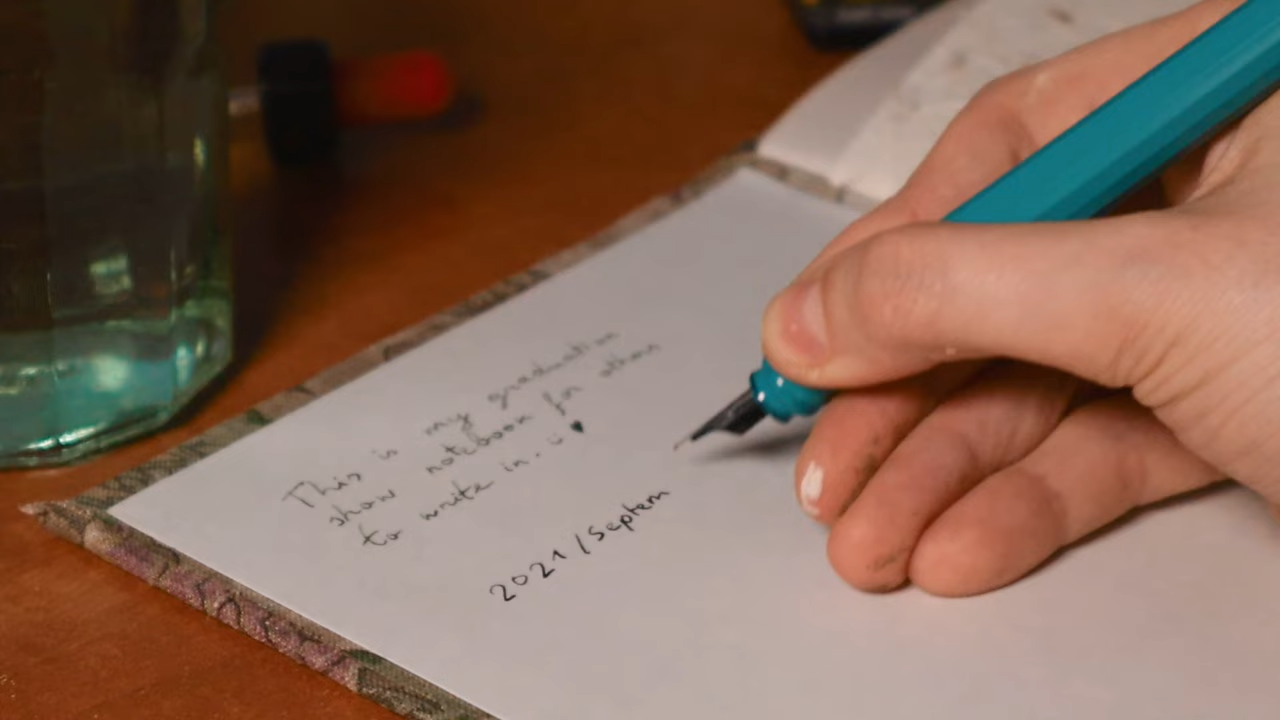 This is my graduation
show notebook for others
to write in. ü ♥
2021/Septem